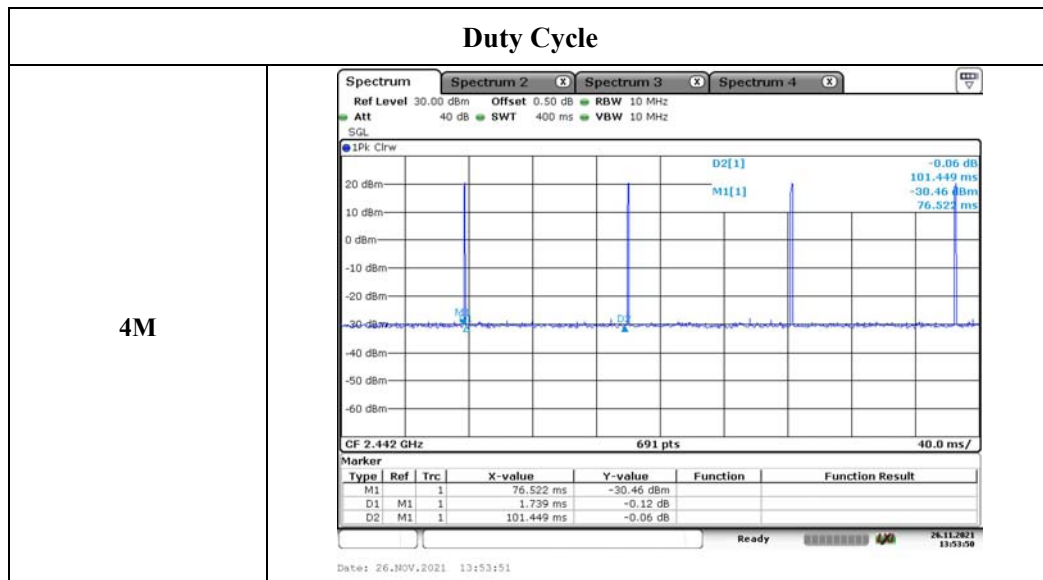 Duty Cycle
4M
Spectrum Spectrum 2 X Spectrum 3 X Spectrum 4 X
Ref Level 30.00 dBm Offset 0.50 dB RBW 10 MHz
Att 40 dB SWT 400 ms VBW 10 MHz
SGL
1Pk Clrw
D2[1] -0.06 dB
101.449 ms
M1[1] -30.46 dBm
76.522 ms
20 dBm
10 dBm
0 dBm
-10 dBm
-20 dBm
-30 dBm
-40 dBm
-50 dBm
-60 dBm
CF 2.442 GHz 691 pts 40.0 ms/
Marker
Type Ref Trc X-value Y-value Function Function Result
M1 1 76.522 ms -30.46 dBm
D1 M1 1 1.739 ms -0.12 dB
D2 M1 1 101.449 ms -0.06 dB
Ready 26.11.2021
13:53:50
Date: 26.NOV.2021 13:53:51